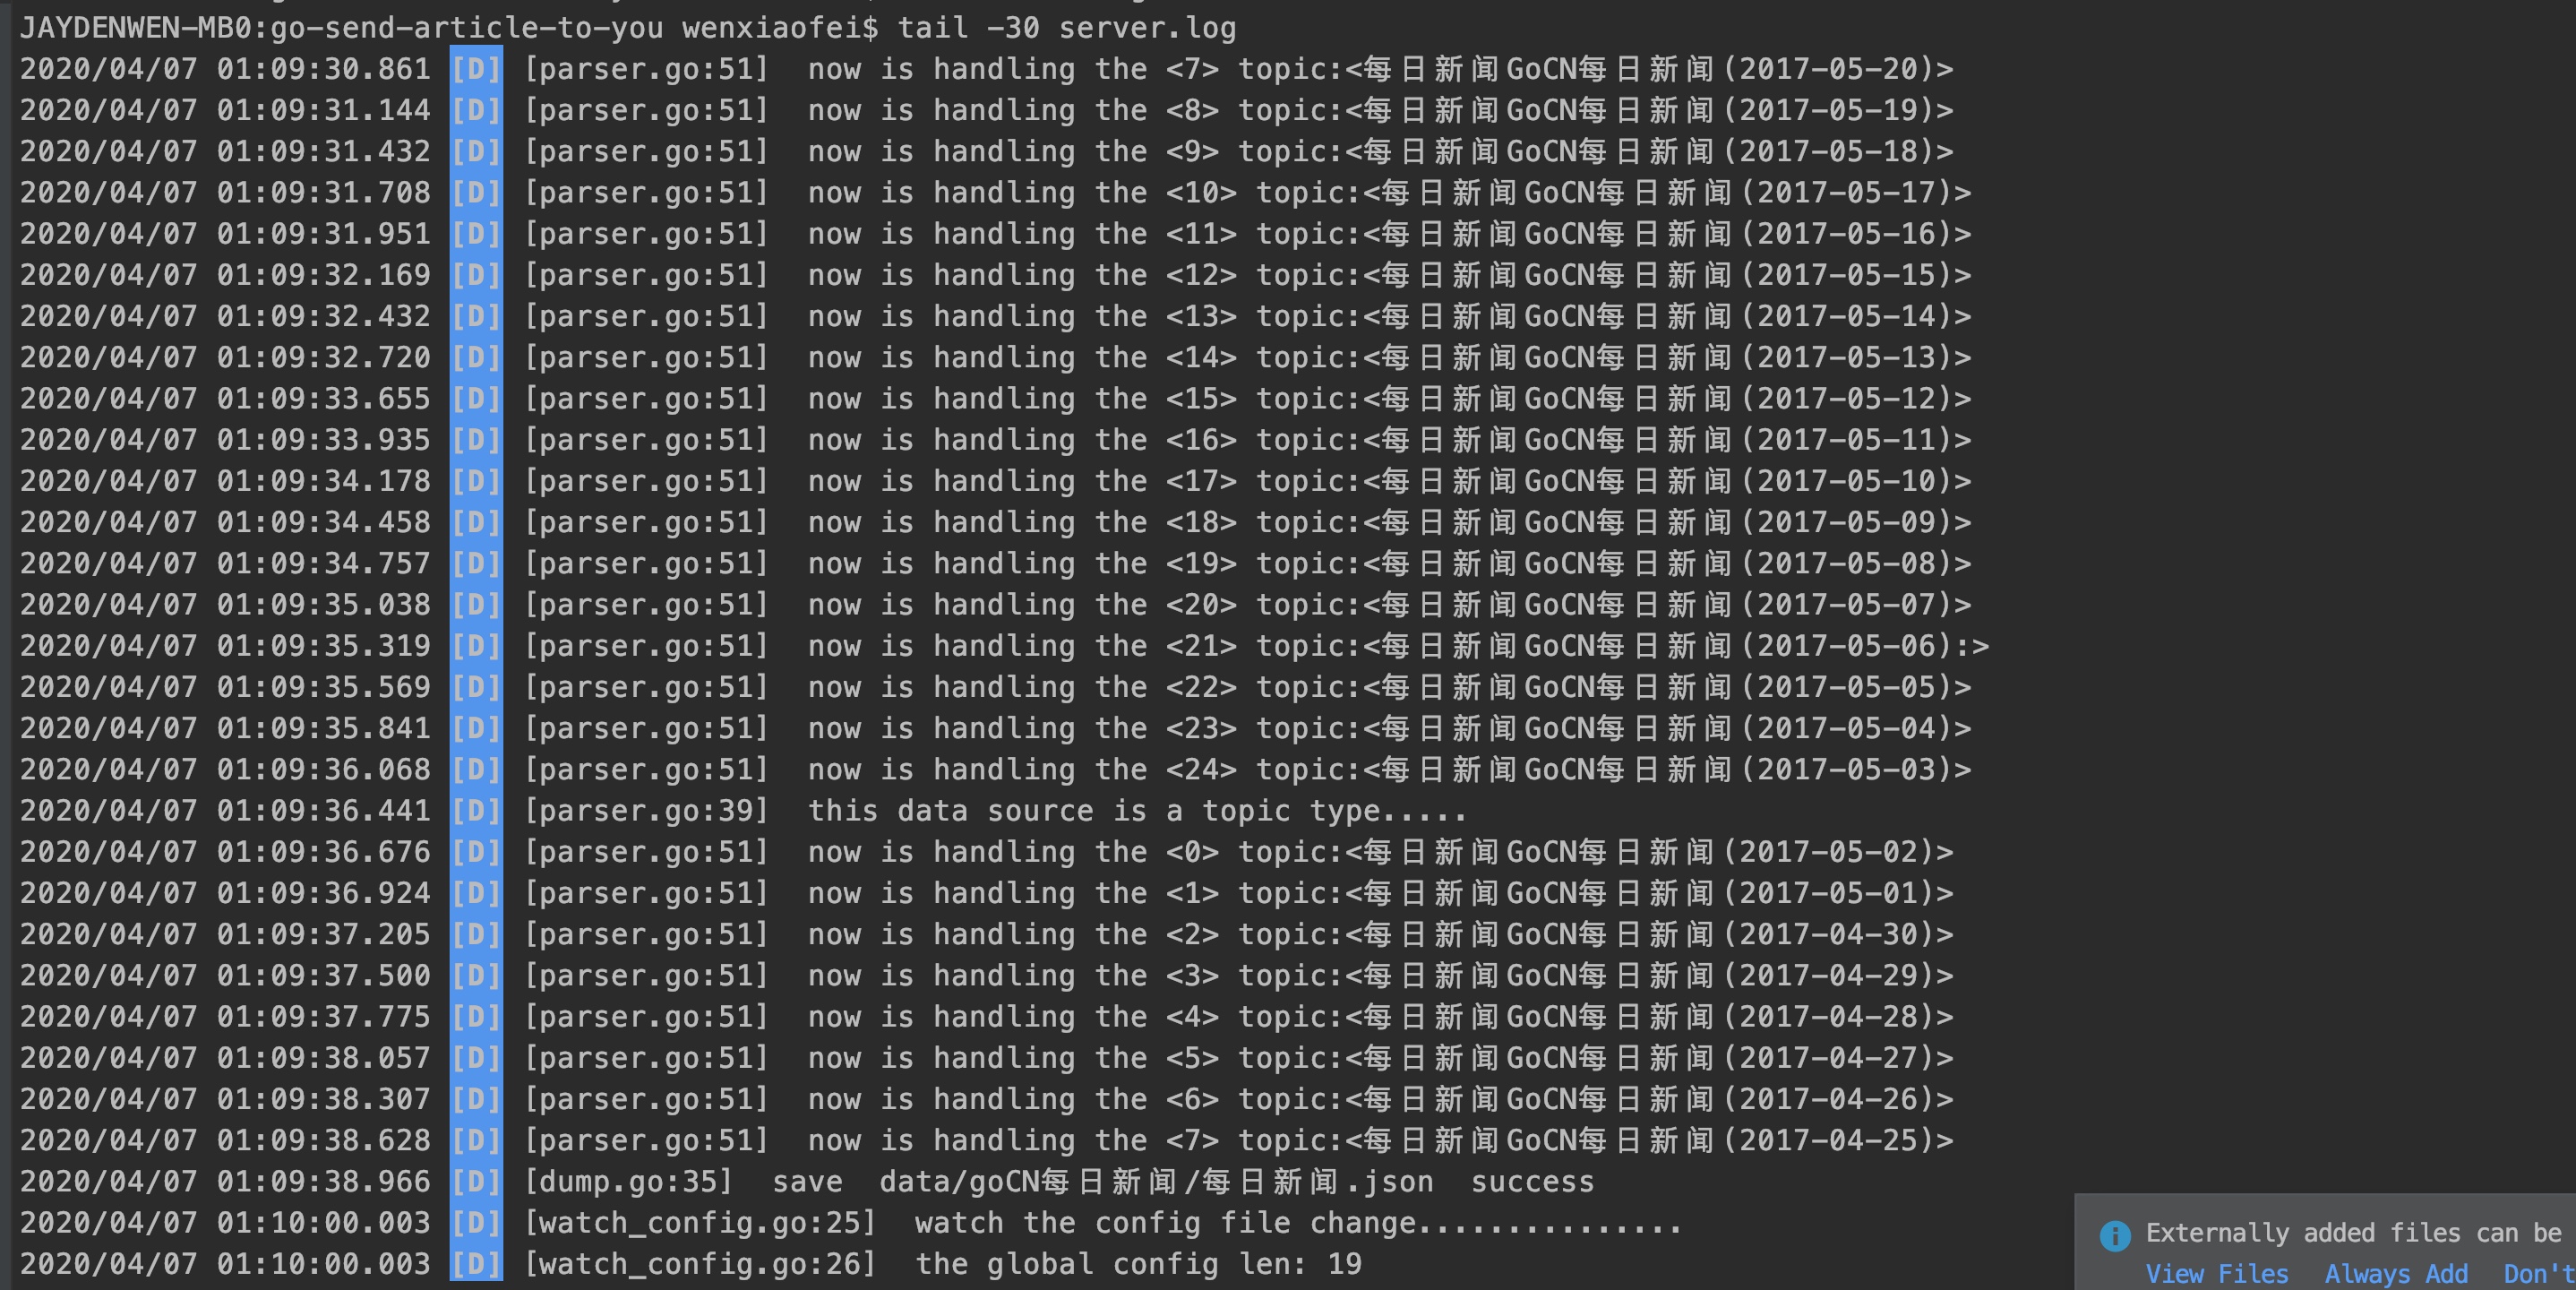 JAYDENWEN-MB0:go-send-article-to-you wenxiaofei$ tail -30 server.log
2020/04/07 01:09:30.861 [D] [parser.go:51]  now is handling the <7> topic:<每日新闻GoCN每日新闻(2017-05-20)>
2020/04/07 01:09:31.144 [D] [parser.go:51]  now is handling the <8> topic:<每日新闻GoCN每日新闻(2017-05-19)>
2020/04/07 01:09:31.432 [D] [parser.go:51]  now is handling the <9> topic:<每日新闻GoCN每日新闻(2017-05-18)>
2020/04/07 01:09:31.708 [D] [parser.go:51]  now is handling the <10> topic:<每日新闻GoCN每日新闻(2017-05-17)>
2020/04/07 01:09:31.951 [D] [parser.go:51]  now is handling the <11> topic:<每日新闻GoCN每日新闻(2017-05-16)>
2020/04/07 01:09:32.169 [D] [parser.go:51]  now is handling the <12> topic:<每日新闻GoCN每日新闻(2017-05-15)>
2020/04/07 01:09:32.432 [D] [parser.go:51]  now is handling the <13> topic:<每日新闻GoCN每日新闻(2017-05-14)>
2020/04/07 01:09:32.720 [D] [parser.go:51]  now is handling the <14> topic:<每日新闻GoCN每日新闻(2017-05-13)>
2020/04/07 01:09:33.655 [D] [parser.go:51]  now is handling the <15> topic:<每日新闻GoCN每日新闻(2017-05-12)>
2020/04/07 01:09:33.935 [D] [parser.go:51]  now is handling the <16> topic:<每日新闻GoCN每日新闻(2017-05-11)>
2020/04/07 01:09:34.178 [D] [parser.go:51]  now is handling the <17> topic:<每日新闻GoCN每日新闻(2017-05-10)>
2020/04/07 01:09:34.458 [D] [parser.go:51]  now is handling the <18> topic:<每日新闻GoCN每日新闻(2017-05-09)>
2020/04/07 01:09:34.757 [D] [parser.go:51]  now is handling the <19> topic:<每日新闻GoCN每日新闻(2017-05-08)>
2020/04/07 01:09:35.038 [D] [parser.go:51]  now is handling the <20> topic:<每日新闻GoCN每日新闻(2017-05-07)>
2020/04/07 01:09:35.319 [D] [parser.go:51]  now is handling the <21> topic:<每日新闻GoCN每日新闻(2017-05-06):>
2020/04/07 01:09:35.569 [D] [parser.go:51]  now is handling the <22> topic:<每日新闻GoCN每日新闻(2017-05-05)>
2020/04/07 01:09:35.841 [D] [parser.go:51]  now is handling the <23> topic:<每日新闻GoCN每日新闻(2017-05-04)>
2020/04/07 01:09:36.068 [D] [parser.go:51]  now is handling the <24> topic:<每日新闻GoCN每日新闻(2017-05-03)>
2020/04/07 01:09:36.441 [D] [parser.go:39]  this data source is a topic type.....
2020/04/07 01:09:36.676 [D] [parser.go:51]  now is handling the <0> topic:<每日新闻GoCN每日新闻(2017-05-02)>
2020/04/07 01:09:36.924 [D] [parser.go:51]  now is handling the <1> topic:<每日新闻GoCN每日新闻(2017-05-01)>
2020/04/07 01:09:37.205 [D] [parser.go:51]  now is handling the <2> topic:<每日新闻GoCN每日新闻(2017-04-30)>
2020/04/07 01:09:37.500 [D] [parser.go:51]  now is handling the <3> topic:<每日新闻GoCN每日新闻(2017-04-29)>
2020/04/07 01:09:37.775 [D] [parser.go:51]  now is handling the <4> topic:<每日新闻GoCN每日新闻(2017-04-28)>
2020/04/07 01:09:38.057 [D] [parser.go:51]  now is handling the <5> topic:<每日新闻GoCN每日新闻(2017-04-27)>
2020/04/07 01:09:38.307 [D] [parser.go:51]  now is handling the <6> topic:<每日新闻GoCN每日新闻(2017-04-26)>
2020/04/07 01:09:38.628 [D] [parser.go:51]  now is handling the <7> topic:<每日新闻GoCN每日新闻(2017-04-25)>
2020/04/07 01:09:38.966 [D] [dump.go:35]  save  data/goCN每日新闻/每日新闻.json  success
2020/04/07 01:10:00.003 [D] [watch_config.go:25]  watch the config file change...............
2020/04/07 01:10:00.003 [D] [watch_config.go:26]  the global config len: 19
Externally added files can be
View Files  Always Add  Don't